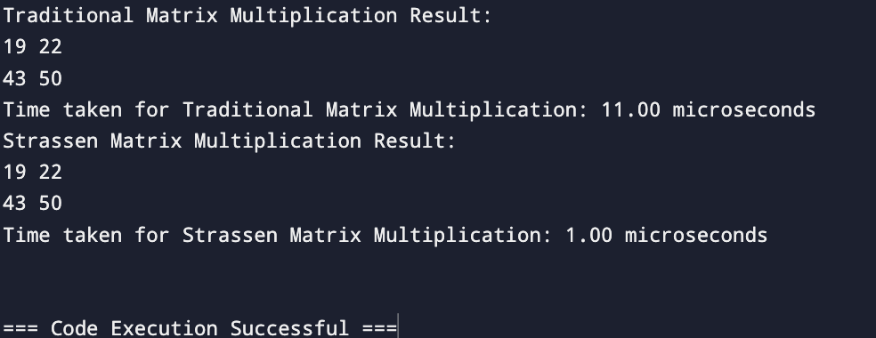 Traditional Matrix Multiplication Result:
19 22
43 50
Time taken for Traditional Matrix Multiplication: 11.00 microseconds
Strassen Matrix Multiplication Result:
19 22
43 50
Time taken for Strassen Matrix Multiplication: 1.00 microseconds
=== Code Execution Successful ===